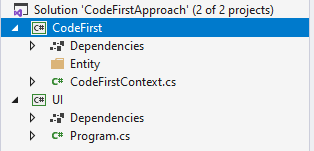 Solution 'CodeFirstApproach' (2 of 2 projects)
C# CodeFirst
Dependencies
Entity
C# CodeFirstContext.cs
C# UI
Dependencies
C# Program.cs